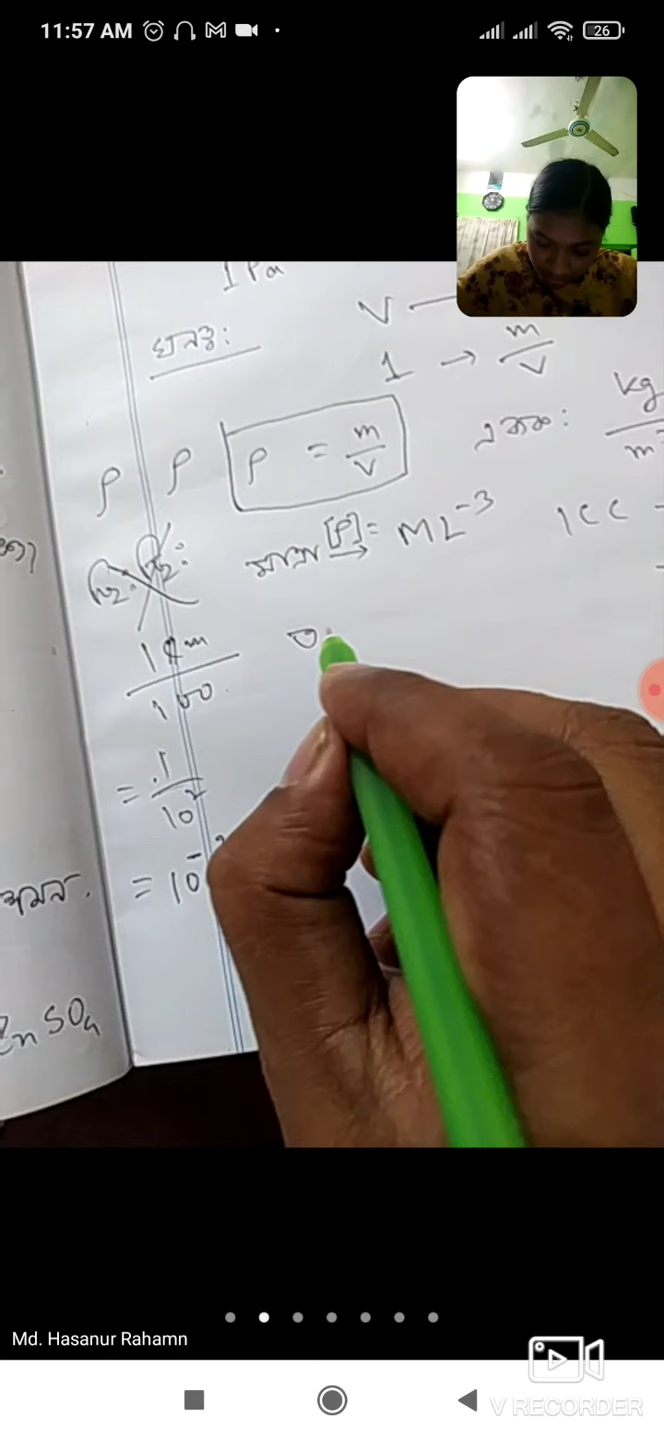 11:57 AM
26
1 Pa
ঘনত্ব:
V —
1 → m/V
ρ ρ ρ = m/V
একক: kg/m
মাত্রা [ρ] = ML⁻³
1CC -
1cm/100
= .1/10²
= 10⁻
ZnSO₄
Md. Hasanur Rahamn
V RECORDER